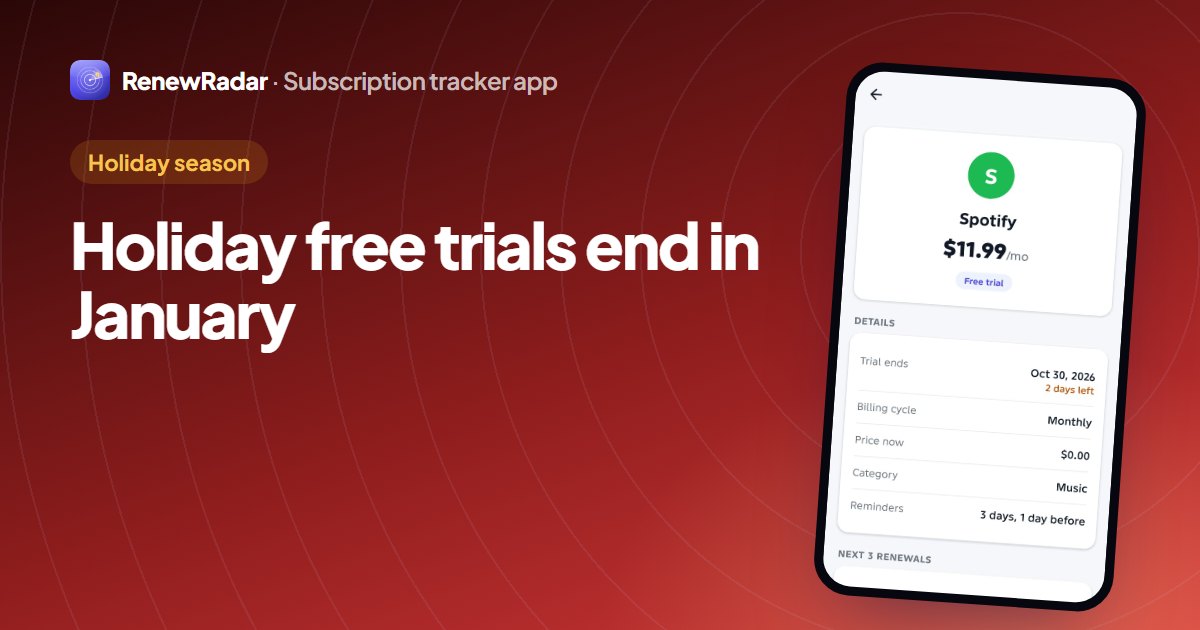 RenewRadar · Subscription tracker app
Holiday season
Holiday free trials end in
January
S
Spotify
$11.99/mo
Free trial
DETAILS
Trial ends
Oct 30, 2026
2 days left
Billing cycle
Monthly
Price now
$0.00
Category
Music
Reminders
3 days, 1 day before
NEXT 3 RENEWALS